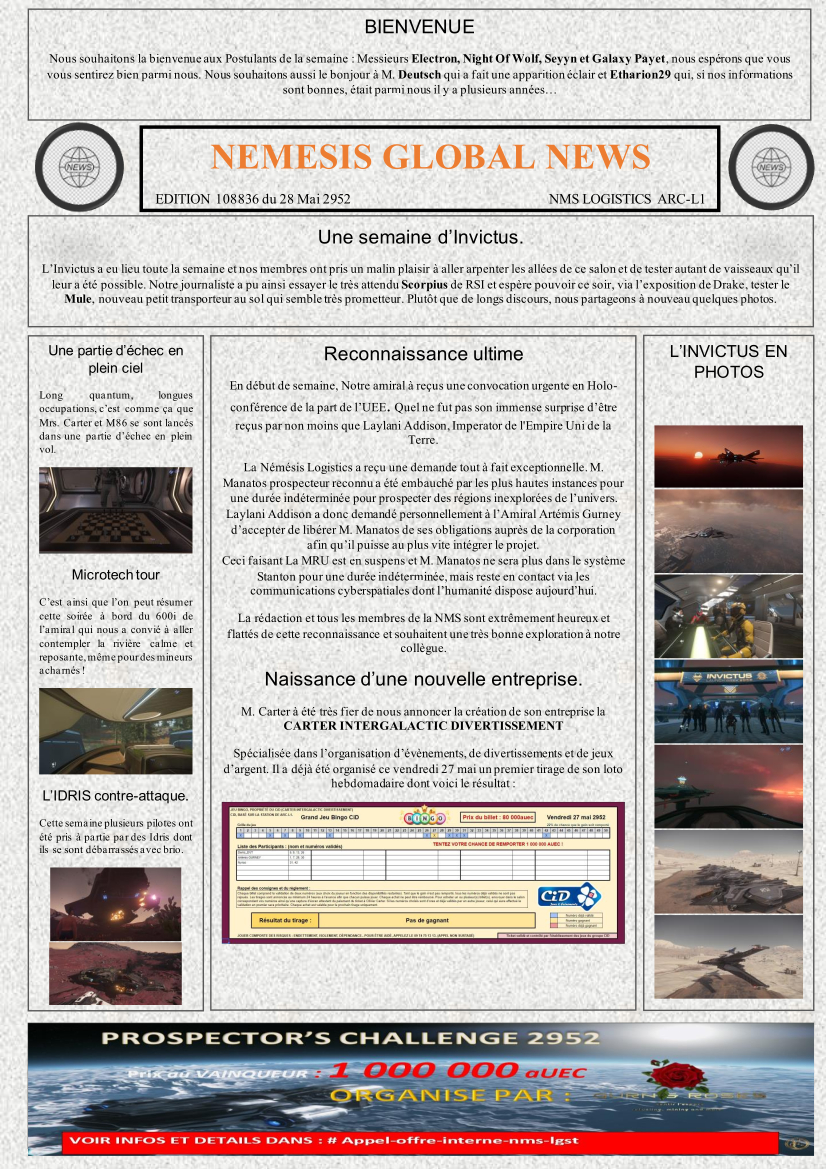 BIENVENUE
Nous souhaitons la bienvenue aux Postulants de la semaine : Messieurs Electron, Night Of Wolf, Seyyn et Galaxy Payet, nous espérons que vous
vous sentirez bien parmi nous. Nous souhaitons aussi le bonjour à M. Deutsch qui a fait une apparition éclair et Etharion29 qui, si nos informations
sont bonnes, était parmi nous il y a plusieurs années…
NEWS
NEMESIS GLOBAL NEWS
EDITION 108836 du 28 Mai 2952
NMS LOGISTICS ARC-L1
NEWS
Une semaine d'Invictus.
L'Invictus a eu lieu toute la semaine et nos membres ont pris un malin plaisir à aller arpenter les allées de ce salon et de tester autant de vaisseaux qu'il
leur a été possible. Notre journaliste a pu ainsi essayer le très attendu Scorpius de RSI et espère pouvoir ce soir, via l'exposition de Drake, tester le
Mule, nouveau petit transporteur au sol qui semble très prometteur. Plutôt que de longs discours, nous partageons à nouveau quelques photos.
Une partie d'échec en
plein ciel
Long quantum, longues
occupations, c'est comme ça que
Mrs. Carter et M86 se sont lancés
dans une partie d'échec en plein
vol.
Microtech tour
C'est ainsi que l'on peut résumer
cette soirée à bord du 600i de
l'amiral qui nous a convié à aller
contempler la rivière calme et
reposante, même pour des mineurs
acharnés !
L'IDRIS contre-attaque.
Cette semaine plusieurs pilotes ont
été pris à partie par des Idris dont
ils se sont débarrassés avec brio.
Reconnaissance ultime
En début de semaine, Notre amiral à reçus une convocation urgente en Holo-
conférence de la part de l'UEE. Quel ne fut pas son immense surprise d'être
reçus par non moins que Laylani Addison, Imperator de l'Empire Uni de la
Terre.
La Némésis Logistics a reçu une demande tout à fait exceptionnelle. M.
Manatos prospecteur reconnu a été embauché par les plus hautes instances pour
une durée indéterminée pour prospecter des régions inexplorées de l'univers.
Laylani Addison a donc demandé personnellement à l'Amiral Artémis Gurney
d'accepter de libérer M. Manatos de ses obligations auprès de la corporation
afin qu'il puisse au plus vite intégrer le projet.
Ceci faisant La MRU est en suspens et M. Manatos ne sera plus dans le système
Stanton pour une durée indéterminée, mais reste en contact via les
communications cyberspatiales dont l'humanité dispose aujourd'hui.
La rédaction et tous les membres de la NMS sont extrêmement heureux et
flattés de cette reconnaissance et souhaitent une très bonne exploration à notre
collègue.
Naissance d'une nouvelle entreprise.
M. Carter à été très fier de nous annoncer la création de son entreprise la
CARTER INTERGALACTIC DIVERTISSEMENT
Spécialisée dans l'organisation d'évènements, de divertissements et de jeux
d'argent. Il a déjà été organisé ce vendredi 27 mai un premier tirage de son loto
hebdomadaire dont voici le résultat :
Grand Jeu Bingo CID
BINGO
Prix du billet : 80 000auec
Vendredi 27 mai 2952
Liste des Participants : (nom et numéros validés)
TENTEZ VOTRE CHANCE DE REMPORTER 1 000 000 AUEC !
Rappel des consignes et du règlement :
CiD
Résultat du tirage :
Pas de gagnant
L'INVICTUS EN
PHOTOS
INVICTUS
PROSPECTOR'S CHALLENGE 2952
Prix au VAINQUEUR : 1 000 000 aUEC
ORGANISE PAR :
VOIR INFOS ET DETAILS DANS : # Appel-offre-interne-nms-lgst